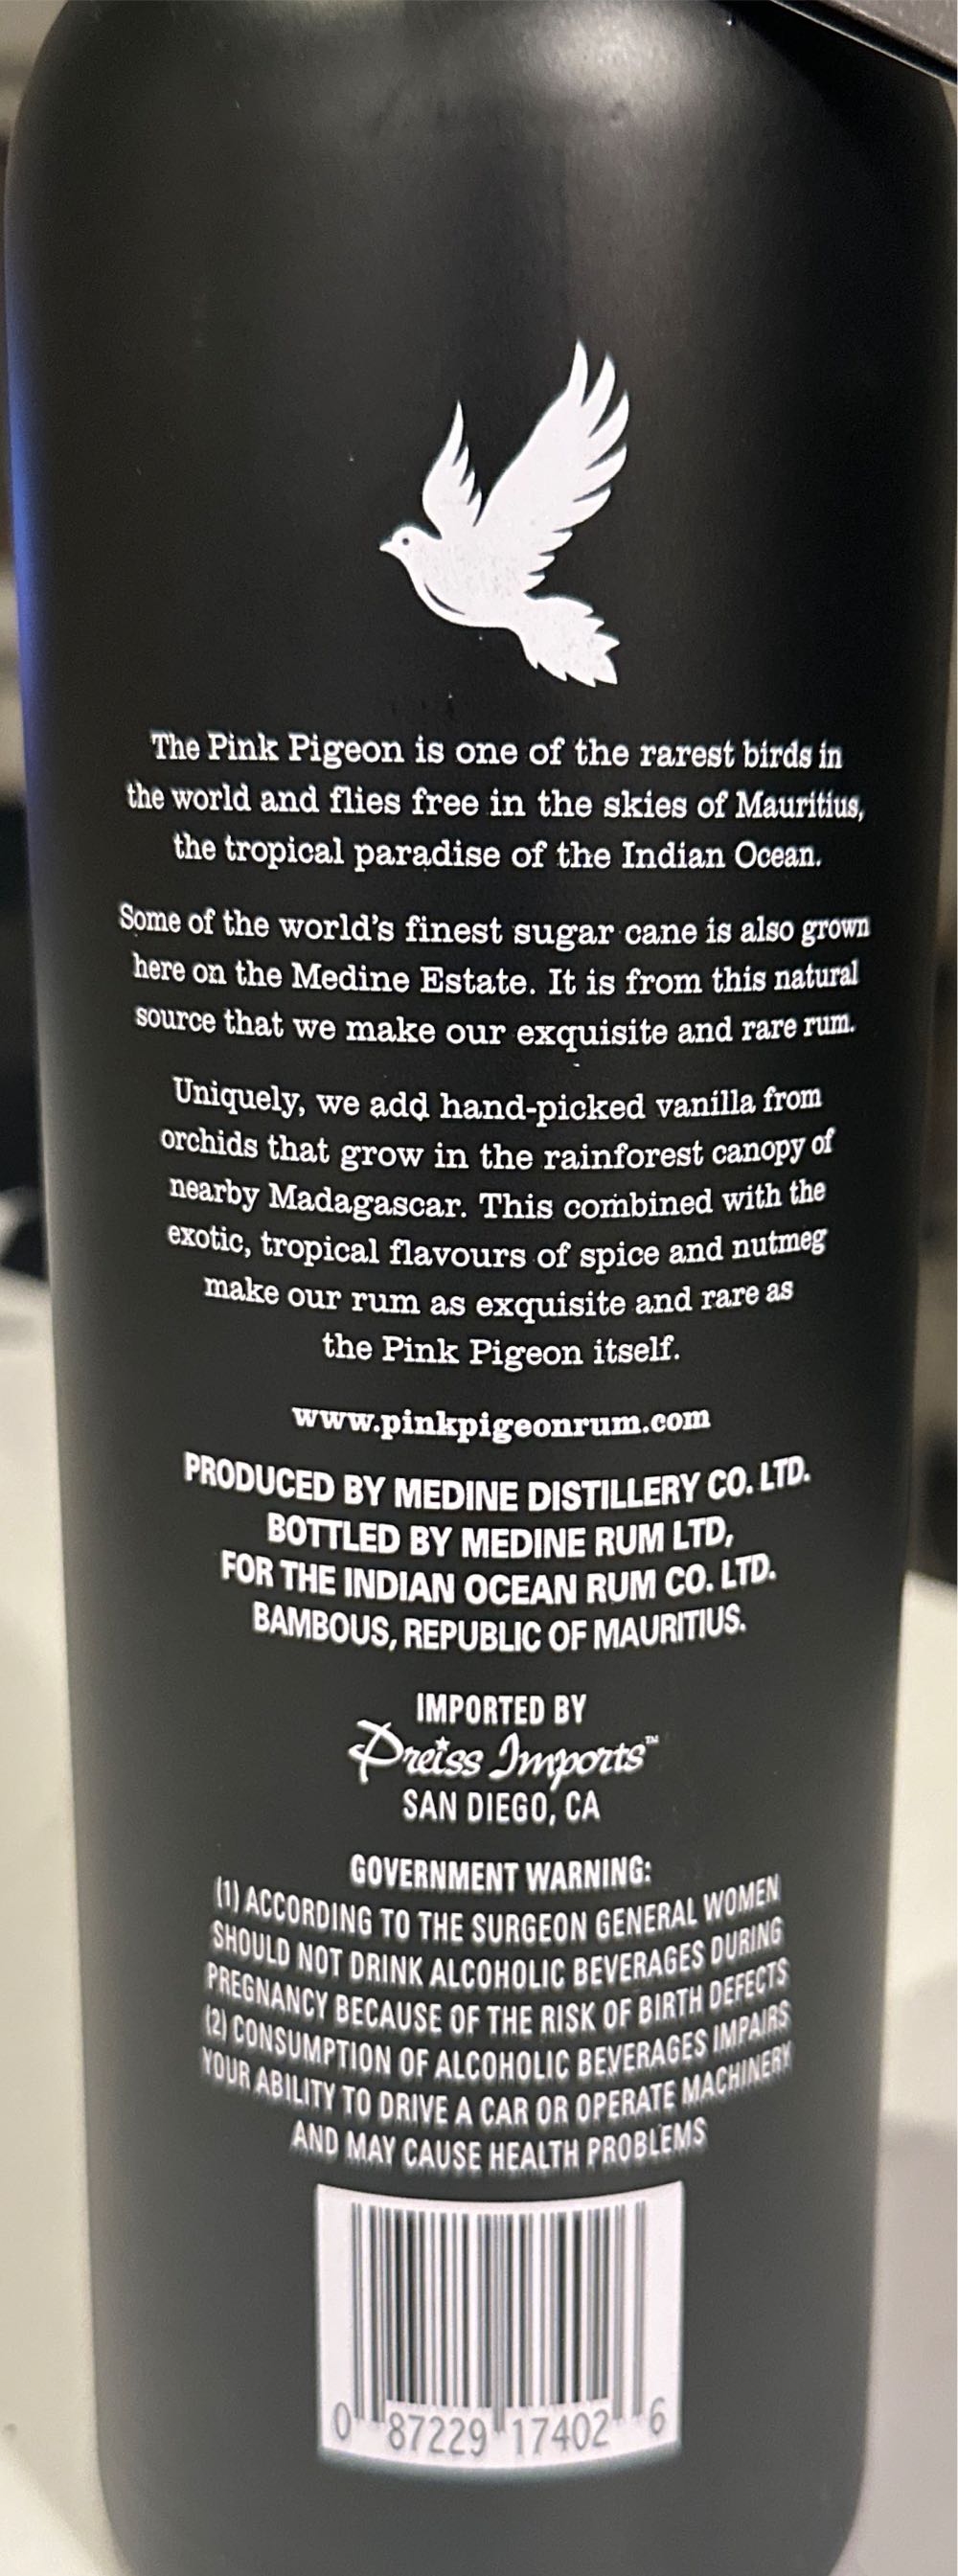 The Pink Pigeon is one of the rarest birds in
the world and flies free in the skies of Mauritius,
the tropical paradise of the Indian Ocean.
Some of the world's finest sugar cane is also grown
here on the Medine Estate. It is from this natural
source that we make our exquisite and rare rum.
Uniquely, we add hand-picked vanilla from
orchids that grow in the rainforest canopy of
nearby Madagascar. This combined with the
exotic, tropical flavours of spice and nutmeg
make our rum as exquisite and rare as
the Pink Pigeon itself.
www.pinkpigeonrum.com
PRODUCED BY MEDINE DISTILLERY CO. LTD.
BOTTLED BY MEDINE RUM LTD,
FOR THE INDIAN OCEAN RUM CO. LTD.
BAMBOUS, REPUBLIC OF MAURITIUS.
IMPORTED BY
Preiss Imports™
SAN DIEGO, CA
GOVERNMENT WARNING:
(1) ACCORDING TO THE SURGEON GENERAL WOMEN
SHOULD NOT DRINK ALCOHOLIC BEVERAGES DURING
PREGNANCY BECAUSE OF THE RISK OF BIRTH DEFECTS
(2) CONSUMPTION OF ALCOHOLIC BEVERAGES IMPAIRS
YOUR ABILITY TO DRIVE A CAR OR OPERATE MACHINERY
AND MAY CAUSE HEALTH PROBLEMS
0 87229 17402 6